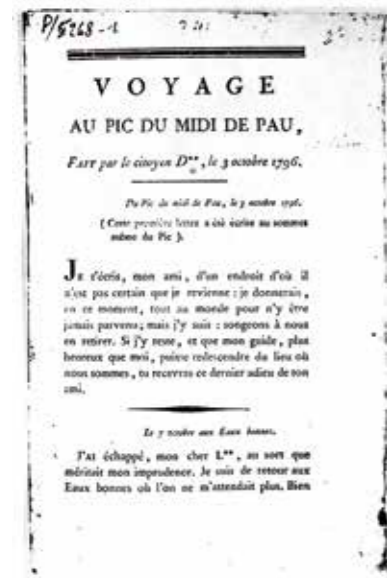 P/5268-1
VOYAGE
AU PIC DU MIDI DE PAU,
FAIT par le citoyen D**, le 3 octobre 1796.
Du Pic du midi de Pau, le 3 octobre 1796.
( Cette première lettre a été écrite au sommet
même du Pic ).
JE t'écris, mon ami, d'un endroit d'où il
n'est pas certain que je revienne : je donnerais,
en ce moment, tout au monde pour n'y être
jamais parvenu; mais j'y suis : songeons à nous
en retirer. Si j'y reste, et que mon guide, plus
heureux que moi, puisse redescendre du lieu où
nous sommes, tu recevras ce dernier adieu de ton
ami.
Le 7 octobre aux Eaux bonnes.
J'AI échappé, mon cher L**, au sort que
méritait mon imprudence. Je suis de retour aux
Eaux bonnes où l'on ne m'attendait plus. Bien